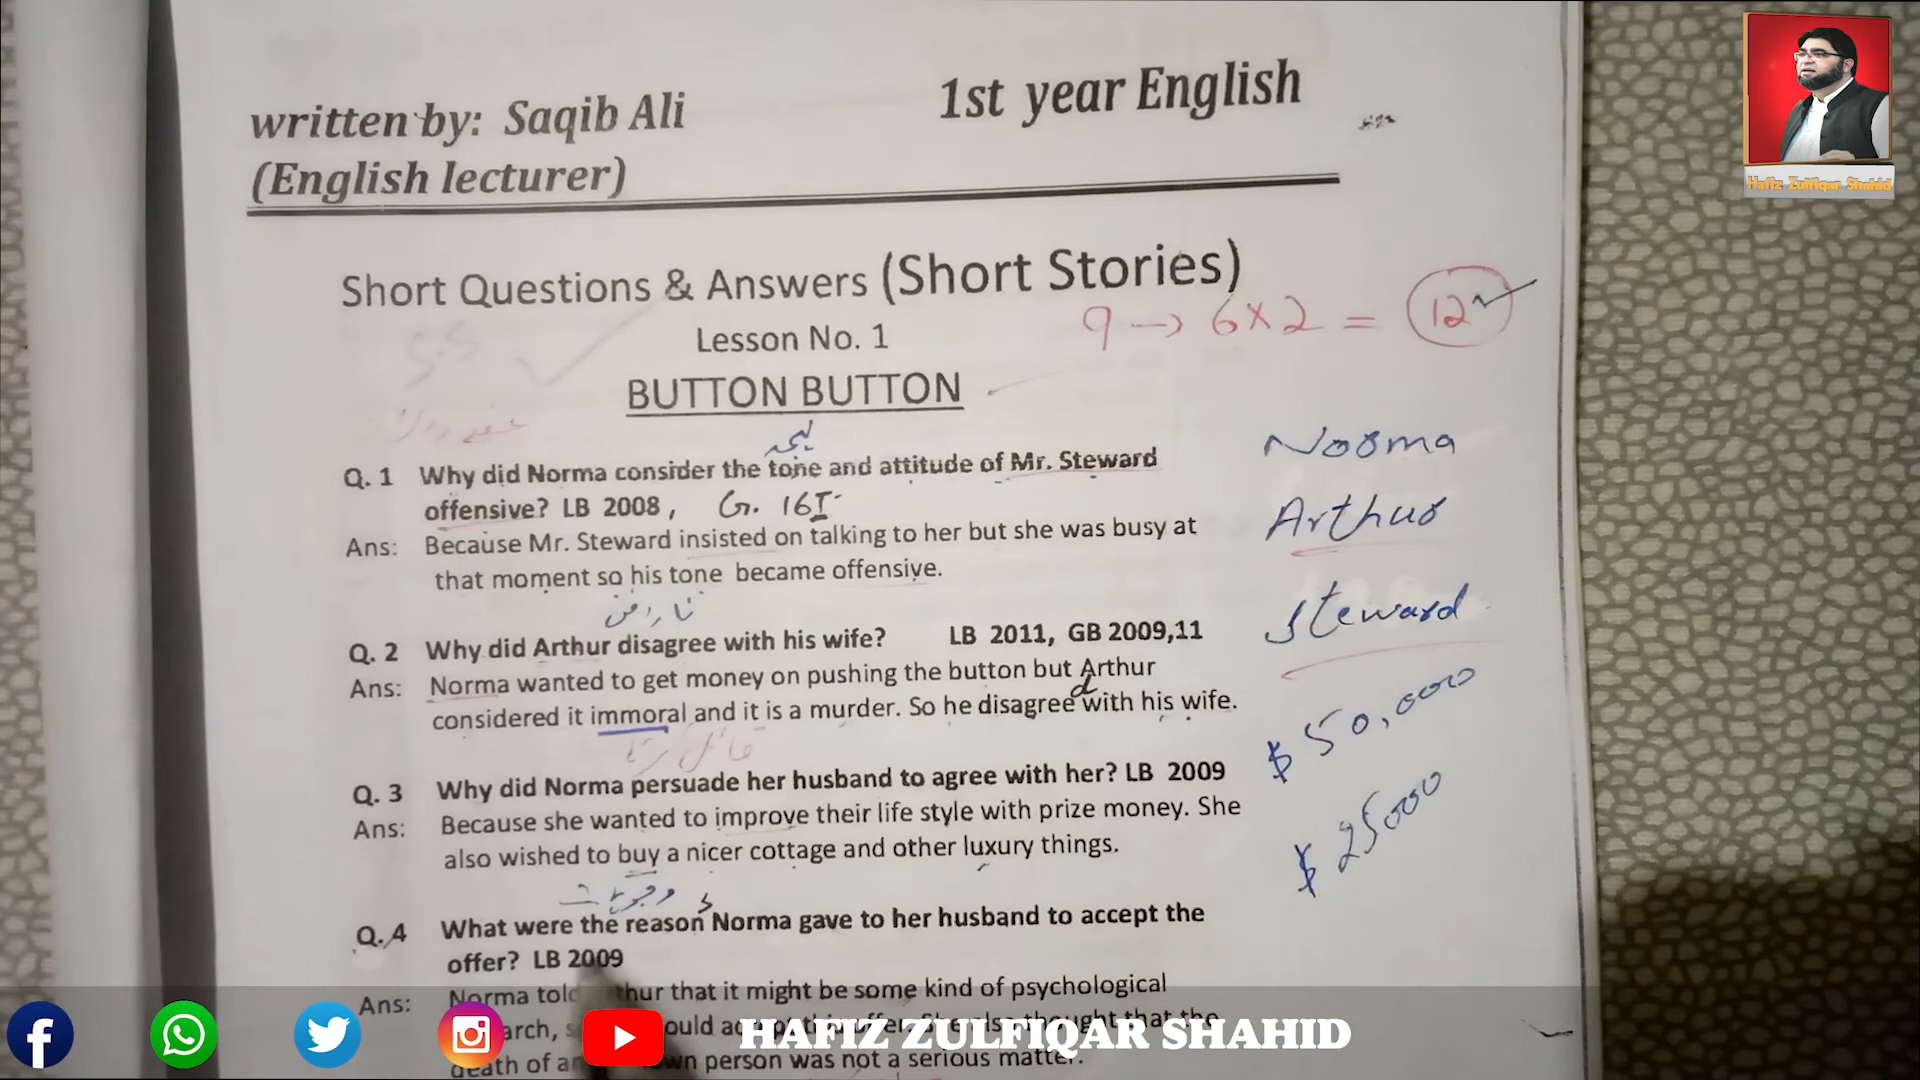 Hafiz Zulfiqar Shahid
written by: Saqib Ali
1st year English
(English lecturer)
Short Questions & Answers (Short Stories)
9 → 6x2 = 12
Lesson No. 1
BUTTON BUTTON
Norma
Arthur
Steward
$ 50,000
$ 25000
لہجہ
Q. 1 Why did Norma consider the tone and attitude of Mr. Steward
offensive? LB 2008 , G. 16I
Ans: Because Mr. Steward insisted on talking to her but she was busy at
that moment so his tone became offensive.
ناراض
Q. 2 Why did Arthur disagree with his wife? LB 2011, GB 2009,11
Ans: Norma wanted to get money on pushing the button but Arthur
considered it immoral and it is a murder. So he disagreed with his wife.
قائل کرنا
Q. 3 Why did Norma persuade her husband to agree with her? LB 2009
Ans: Because she wanted to improve their life style with prize money. She
also wished to buy a nicer cottage and other luxury things.
وجوہات
Q. 4 What were the reasons Norma gave to her husband to accept the
offer? LB 2009
Ans: Norma told hur that it might be some kind of psychological
arch, ould
death of wn person was not a serious matter.
HAFIZ ZULFIQAR SHAHID